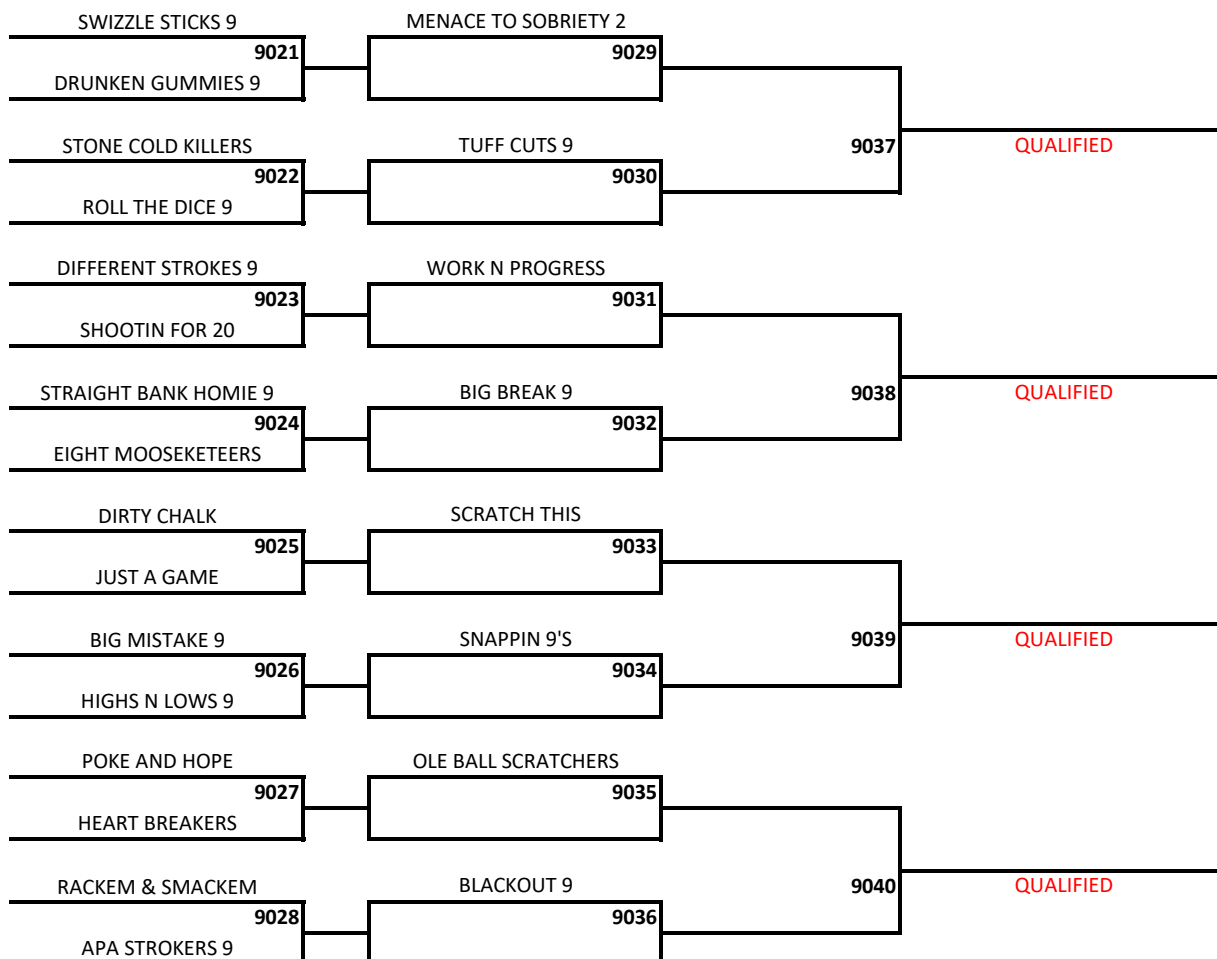 SWIZZLE STICKS 9
MENACE TO SOBRIETY 2
9021
9029
DRUNKEN GUMMIES 9
STONE COLD KILLERS
TUFF CUTS 9
9037
QUALIFIED
9022
9030
ROLL THE DICE 9
DIFFERENT STROKES 9
WORK N PROGRESS
9023
9031
SHOOTIN FOR 20
STRAIGHT BANK HOMIE 9
BIG BREAK 9
9038
QUALIFIED
9024
9032
EIGHT MOOSEKETEERS
DIRTY CHALK
SCRATCH THIS
9025
9033
JUST A GAME
BIG MISTAKE 9
SNAPPIN 9'S
9039
QUALIFIED
9026
9034
HIGHS N LOWS 9
POKE AND HOPE
OLE BALL SCRATCHERS
9027
9035
HEART BREAKERS
RACKEM & SMACKEM
BLACKOUT 9
9040
QUALIFIED
9028
9036
APA STROKERS 9